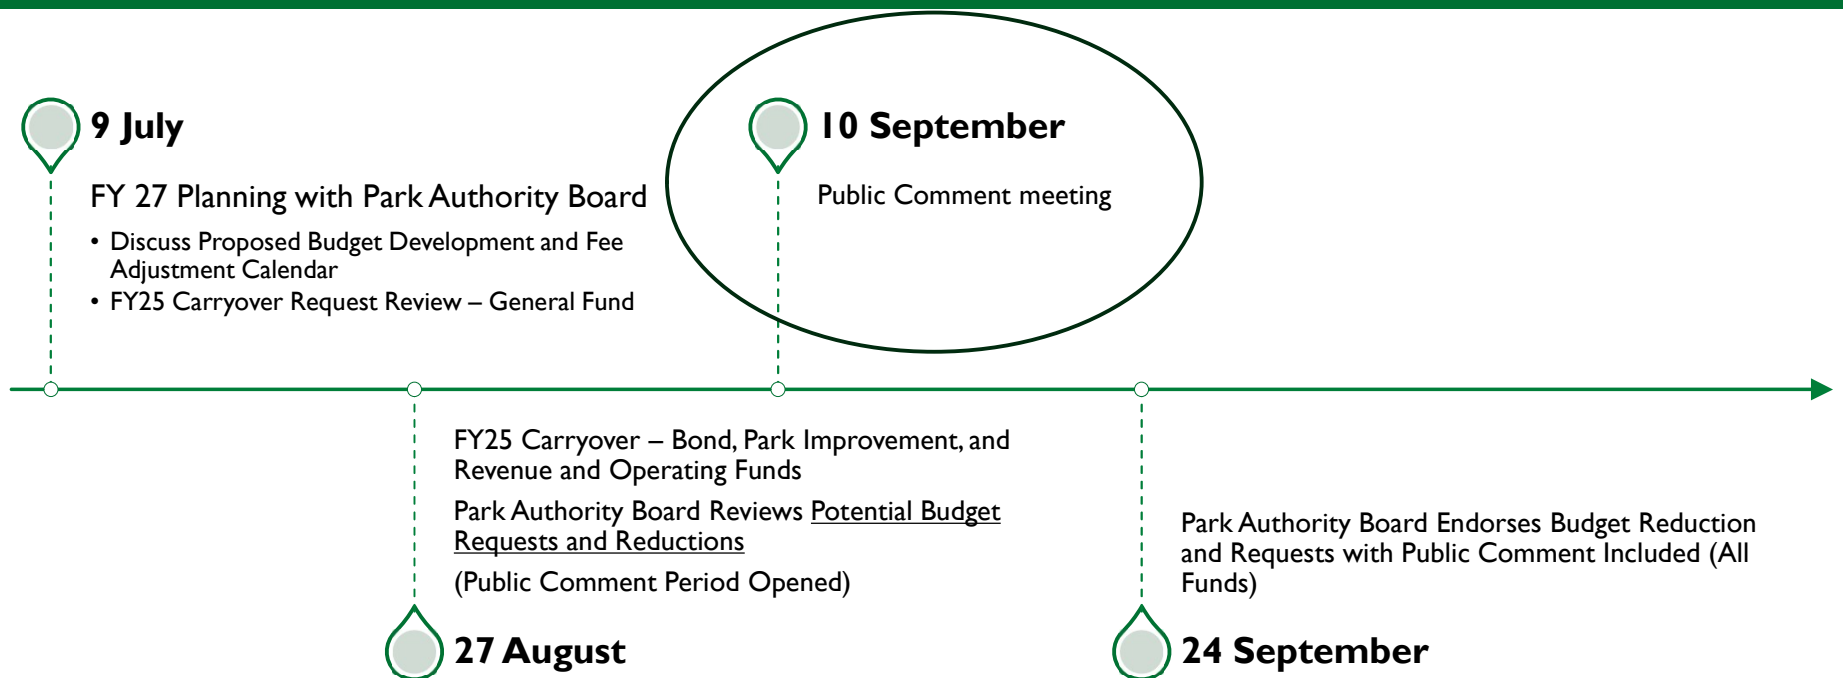 9 July
FY 27 Planning with Park Authority Board
• Discuss Proposed Budget Development and Fee
Adjustment Calendar
• FY25 Carryover Request Review – General Fund
27 August
FY25 Carryover – Bond, Park Improvement, and
Revenue and Operating Funds
Park Authority Board Reviews Potential Budget
Requests and Reductions
(Public Comment Period Opened)
10 September
Public Comment meeting
24 September
Park Authority Board Endorses Budget Reduction
and Requests with Public Comment Included (All
Funds)